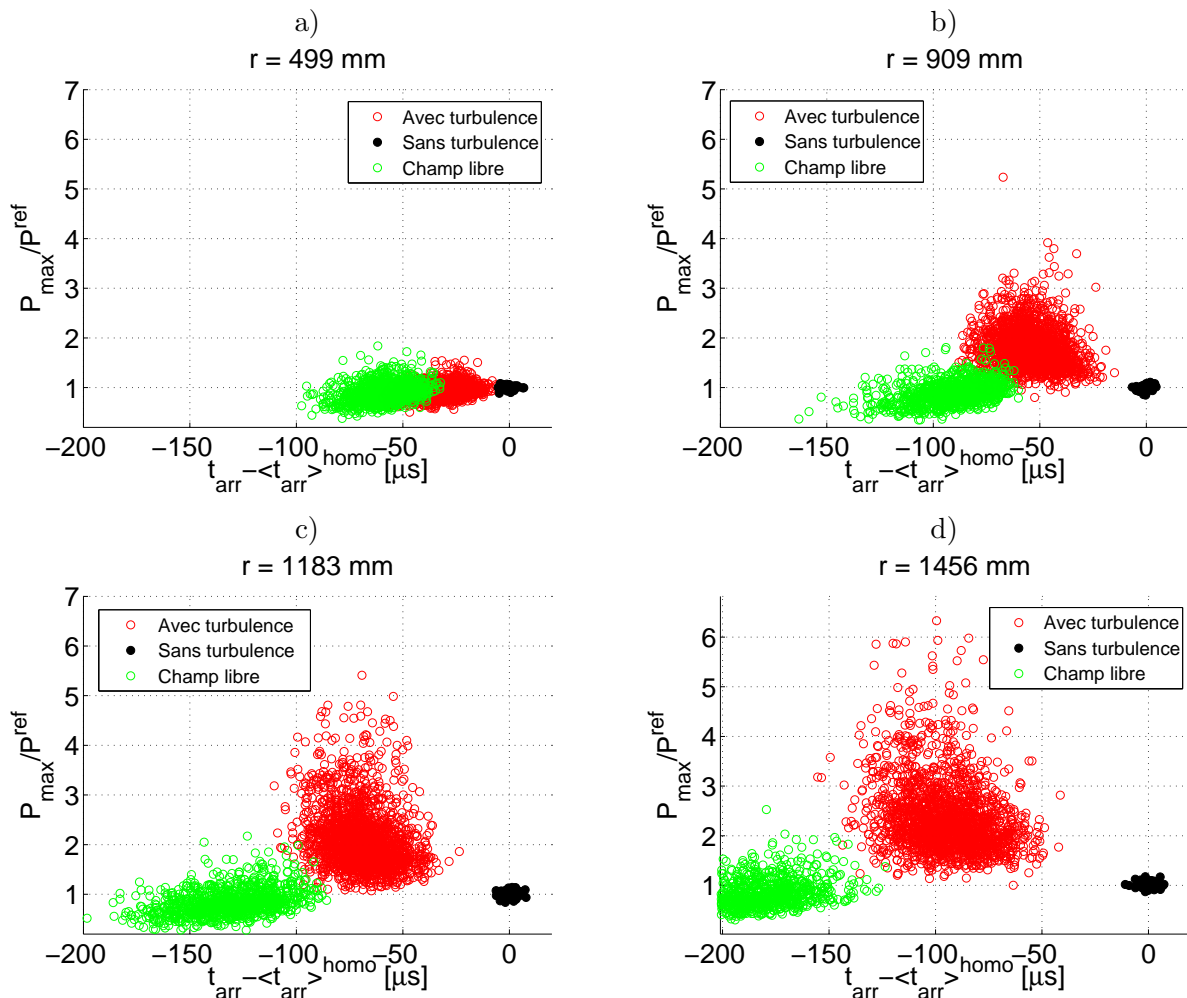 a)
r = 499 mm
7
6
5
4
3
2
1
P_max/P^ref
Avec turbulence
Sans turbulence
Champ libre
−200 −150 −100 −50 0
t_arr−<t_arr>^homo [µs]
b)
r = 909 mm
7
6
5
4
3
2
1
P_max/P^ref
Avec turbulence
Sans turbulence
Champ libre
−200 −150 −100 −50 0
t_arr−<t_arr>^homo [µs]
c)
r = 1183 mm
7
6
5
4
3
2
1
P_max/P^ref
Avec turbulence
Sans turbulence
Champ libre
−200 −150 −100 −50 0
t_arr−<t_arr>^homo [µs]
d)
r = 1456 mm
6
5
4
3
2
1
P_max/P^ref
Avec turbulence
Sans turbulence
Champ libre
−200 −150 −100 −50 0
t_arr−<t_arr>^homo [µs]